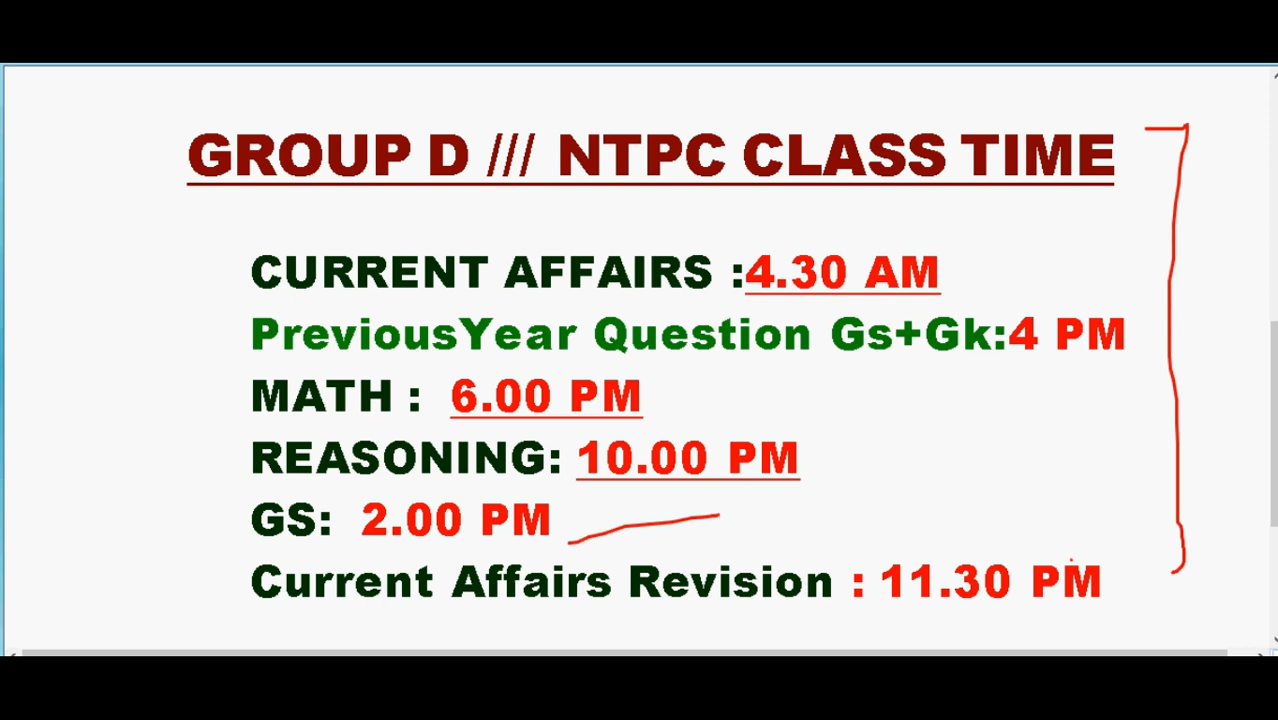 GROUP D /// NTPC CLASS TIME
CURRENT AFFAIRS :4.30 AM
PreviousYear Question Gs+Gk:4 PM
MATH : 6.00 PM
REASONING: 10.00 PM
GS: 2.00 PM
Current Affairs Revision : 11.30 PM